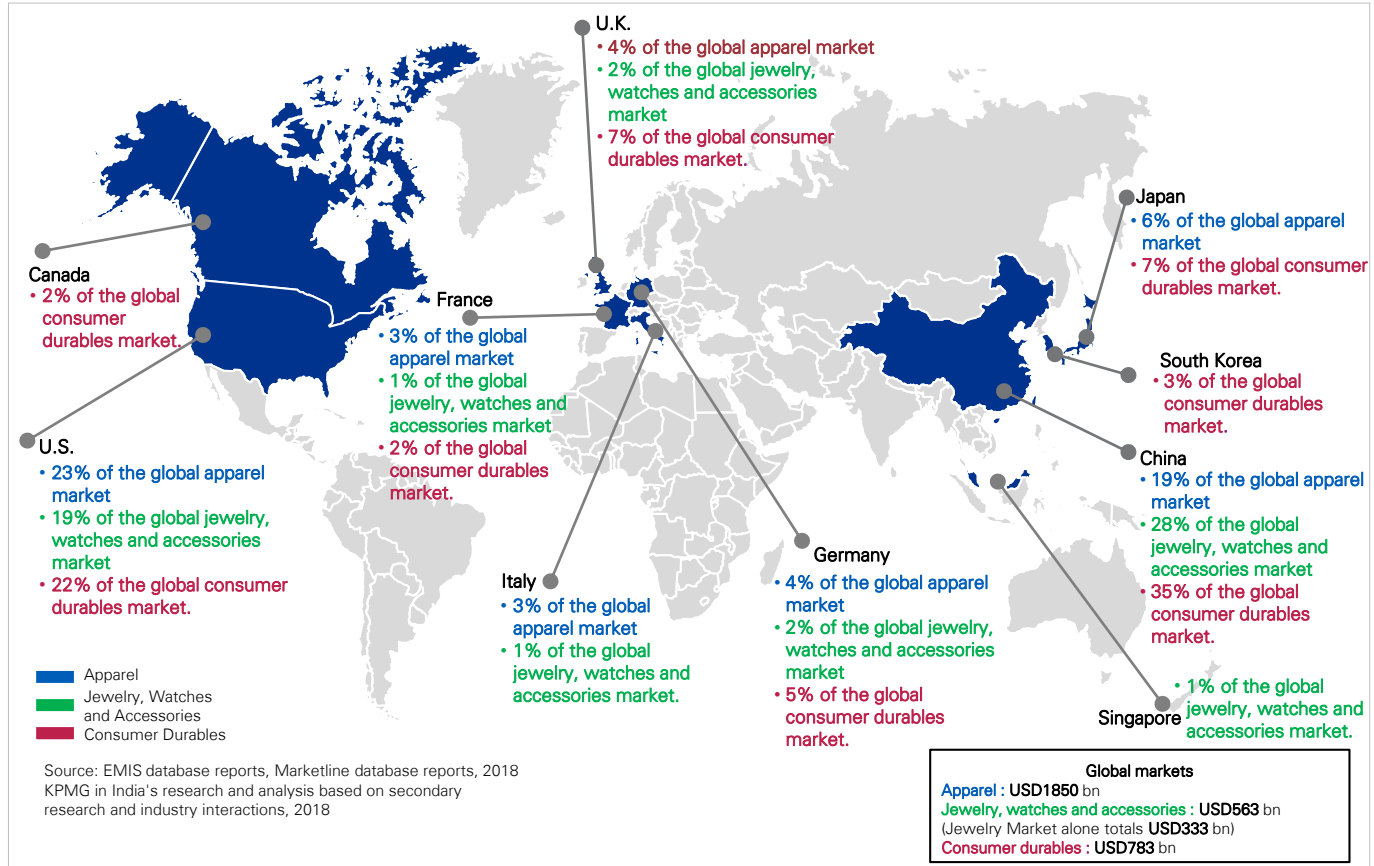 U.K.
• 4% of the global apparel market
• 2% of the global jewelry,
watches and accessories
market
• 7% of the global consumer
durables market.
Japan
• 6% of the global apparel
market
• 7% of the global consumer
durables market.
Canada
• 2% of the global
consumer
durables market.
France
• 3% of the global
apparel market
• 1% of the global
jewelry, watches and
accessories market
• 2% of the global
consumer durables
market.
South Korea
• 3% of the global
consumer durables
market.
U.S.
• 23% of the global apparel
market
• 19% of the global jewelry,
watches and accessories
market
• 22% of the global consumer
durables market.
China
• 19% of the global apparel
market
• 28% of the global
jewelry, watches and
accessories market
• 35% of the global
consumer durables
market.
Italy
• 3% of the global
apparel market
• 1% of the global
jewelry, watches and
accessories market.
Germany
• 4% of the global apparel
market
• 2% of the global jewelry,
watches and accessories
market
• 5% of the global
consumer durables
market.
Singapore
• 1% of the global
jewelry, watches and
accessories market.
Apparel
Jewelry, Watches
and Accessories
Consumer Durables
Source: EMIS database reports, Marketline database reports, 2018
KPMG in India's research and analysis based on secondary
research and industry interactions, 2018
Global markets
Apparel : USD1850 bn
Jewelry, watches and accessories : USD563 bn
(Jewelry Market alone totals USD333 bn)
Consumer durables : USD783 bn